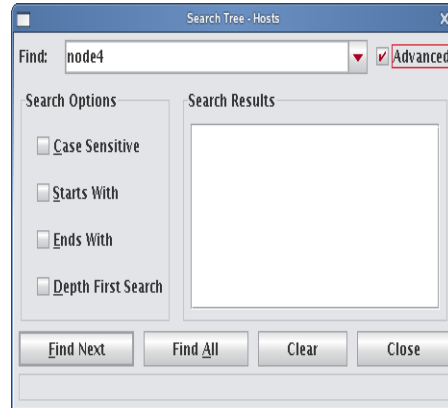 Search Tree - Hosts X
Find: node4 Advanced
Search Options
Case Sensitive
Starts With
Ends With
Depth First Search
Search Results
Find Next Find All Clear Close